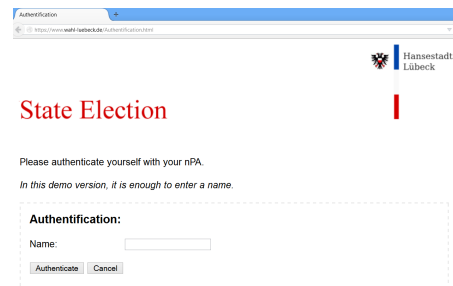 Authentification
+
https://www.wahl-luebeck.de/Authentification.html
Hansestadt
Lübeck
State Election
Please authenticate yourself with your nPA.
In this demo version, it is enough to enter a name.
Authentification:
Name:
Authenticate Cancel